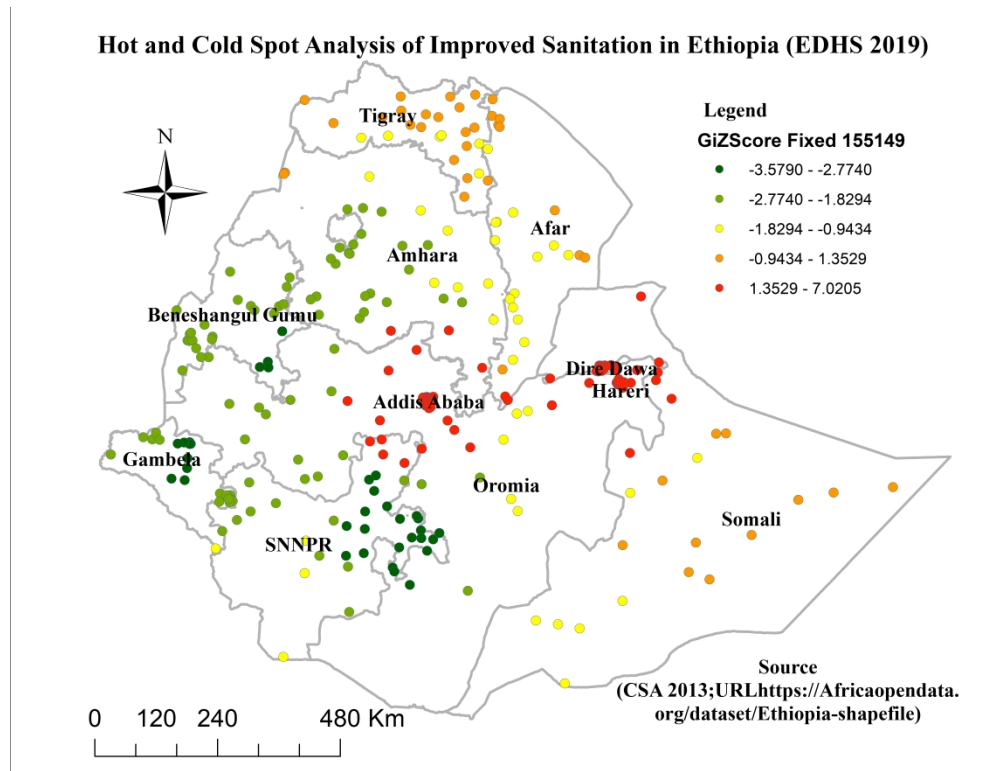 Hot and Cold Spot Analysis of Improved Sanitation in Ethiopia (EDHS 2019)
Legend
GiZScore Fixed 155149
-3.5790 - -2.7740
-2.7740 - -1.8294
-1.8294 - -0.9434
-0.9434 - 1.3529
1.3529 - 7.0205
N
Tigray
Afar
Amhara
Beneshangul Gumu
Dire Dawa
Hareri
Addis Ababa
Gambela
Oromia
Somali
SNNPR
Source
(CSA 2013;URLhttps://Africaopendata.
org/dataset/Ethiopia-shapefile)
0 120 240 480 Km